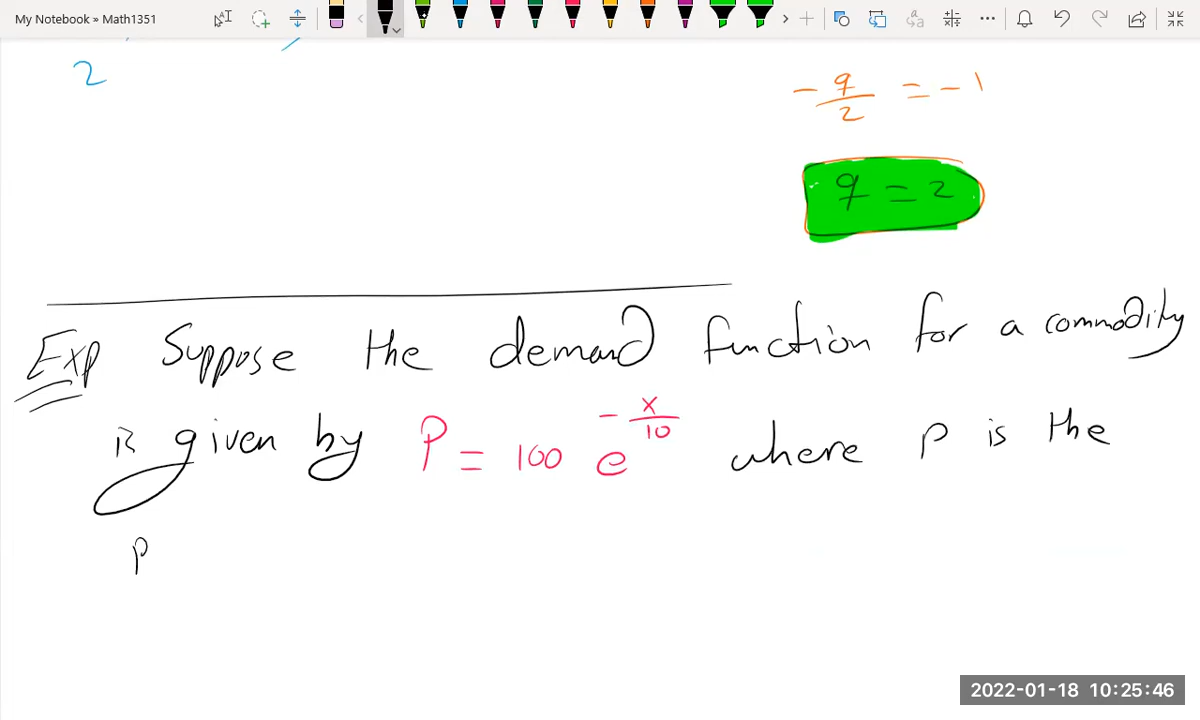 My Notebook » Math1351
2
- q/2 = -1
q = 2
Exp Suppose the demand function for a commodity
is given by P = 100 e^(-x/10) where p is the
p
2022-01-18 10:25:46